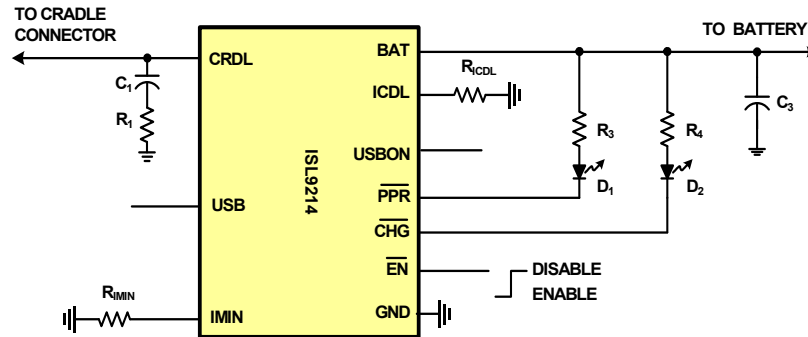 TO CRADLE
CONNECTOR
TO BATTERY
CRDL
BAT
C1
R1
ICDL
RICDL
R3
R4
C3
USBON
ISL9214
D1
D2
PPR
USB
CHG
EN
DISABLE
ENABLE
RIMIN
IMIN
GND